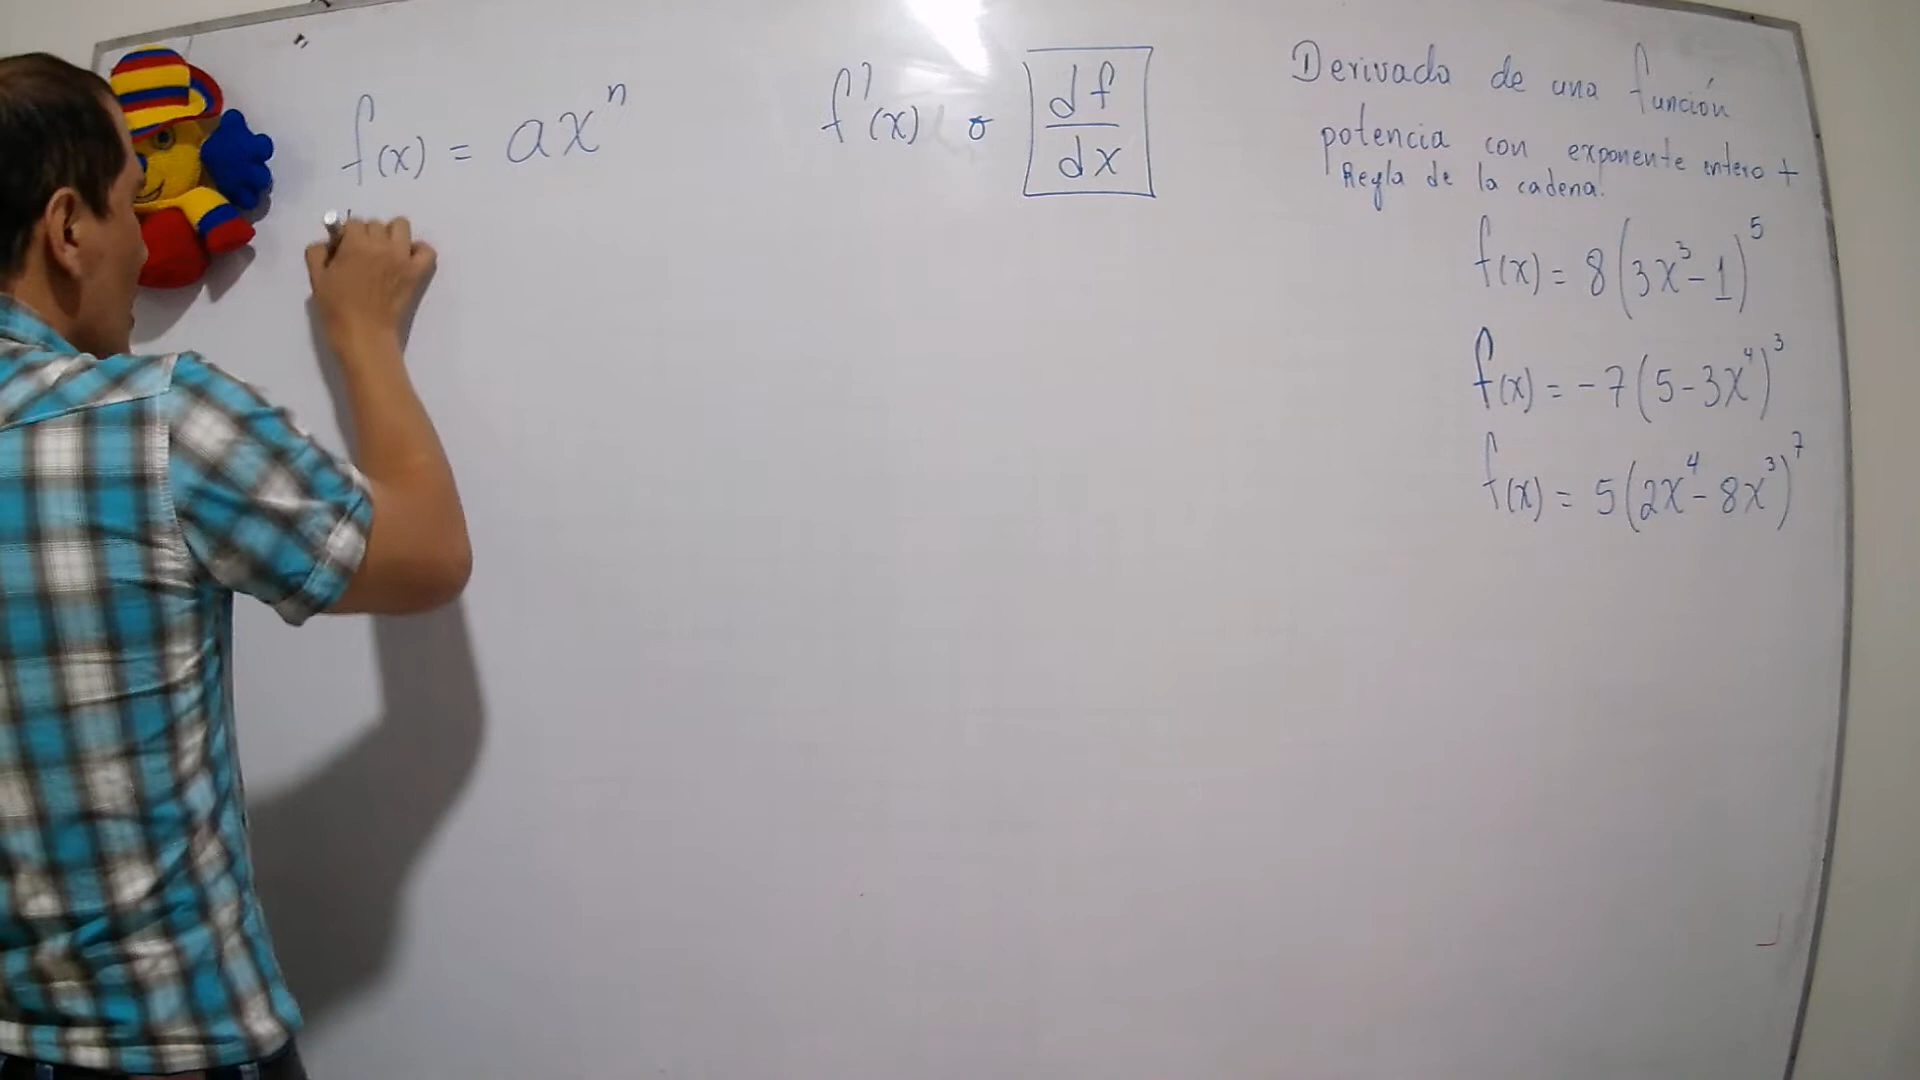 f(x) = axⁿ
f'(x) o df/dx
Derivada de una función
potencia con exponente entero +
Regla de la cadena.
f(x) = 8(3x³-1)⁵
f(x) = -7(5-3x⁴)³
f(x) = 5(2x⁴-8x³)⁷